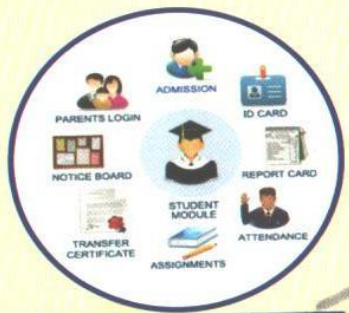 ADMISSION
PARENTS LOGIN
ID CARD
NOTICE BOARD
REPORT CARD
STUDENT
MODULE
TRANSFER
CERTIFICATE
ATTENDANCE
ASSIGNMENTS